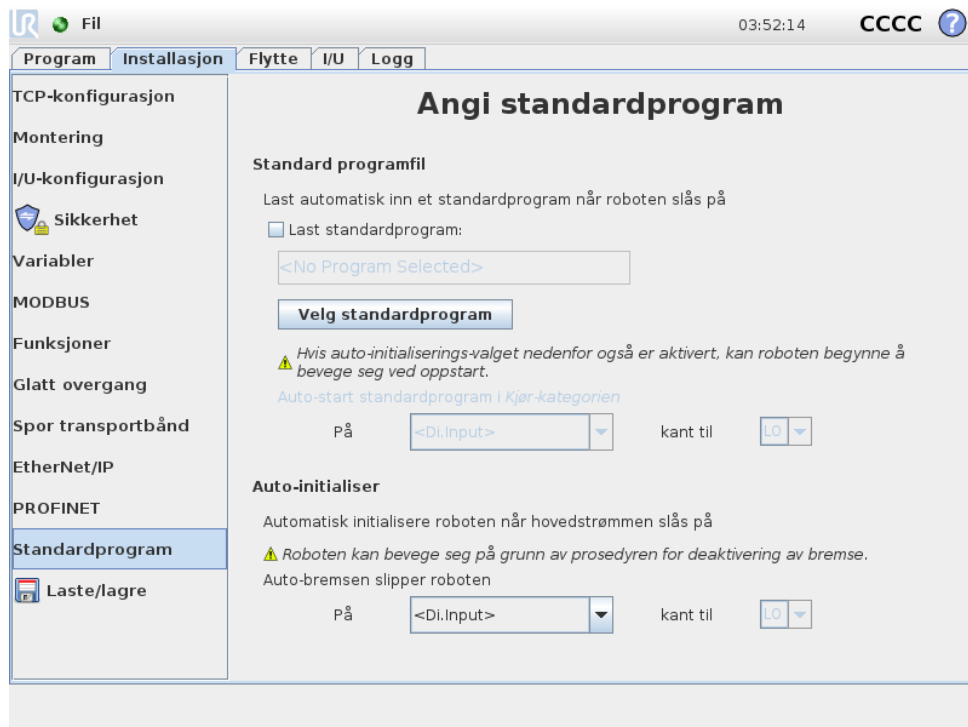 UR Fil 03:52:14 CCCC ?
Program Installasjon Flytte I/U Logg
TCP-konfigurasjon
Montering
I/U-konfigurasjon
Sikkerhet
Variabler
MODBUS
Funksjoner
Glatt overgang
Spor transportbånd
EtherNet/IP
PROFINET
Standardprogram
Laste/lagre
Angi standardprogram
Standard programfil
Last automatisk inn et standardprogram når roboten slås på
Last standardprogram:
<No Program Selected>
Velg standardprogram
Hvis auto-initialiserings-valget nedenfor også er aktivert, kan roboten begynne å
bevege seg ved oppstart.
Auto-start standardprogram i Kjør-kategorien
På <Di.Input> kant til LO
Auto-initialiser
Automatisk initialisere roboten når hovedstrømmen slås på
Roboten kan bevege seg på grunn av prosedyren for deaktivering av bremse.
Auto-bremsen slipper roboten
På <Di.Input> kant til LO